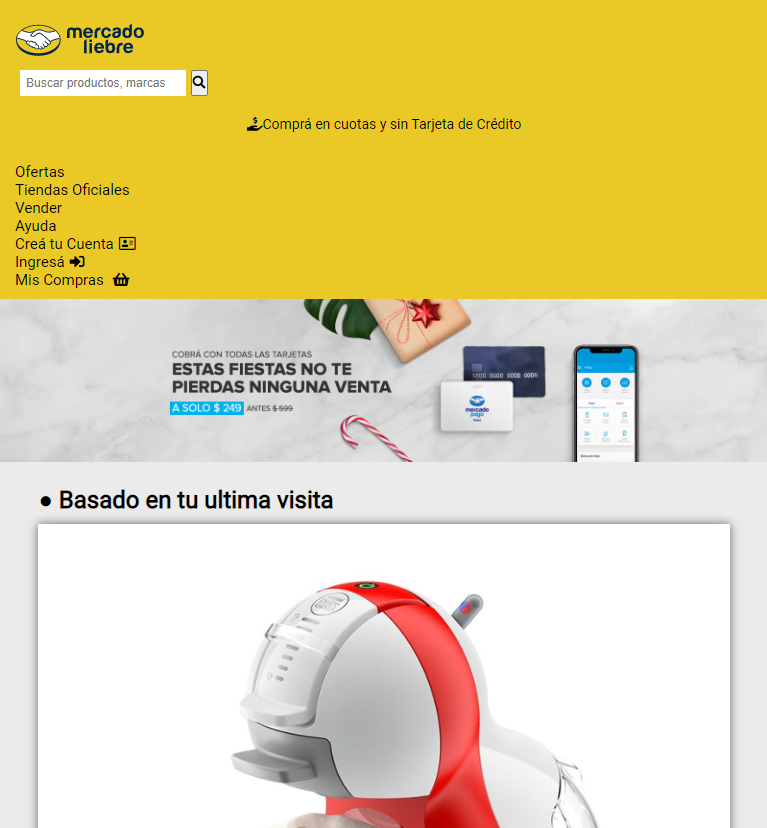 mercado
liebre
Buscar productos, marcas
Comprá en cuotas y sin Tarjeta de Crédito
Ofertas
Tiendas Oficiales
Vender
Ayuda
Creá tu Cuenta
Ingresá
Mis Compras
COBRÁ CON TODAS LAS TARJETAS
ESTAS FIESTAS NO TE
PIERDAS NINGUNA VENTA
A SOLO $ 249 ANTES $ 599
mercado
pago
● Basado en tu ultima visita